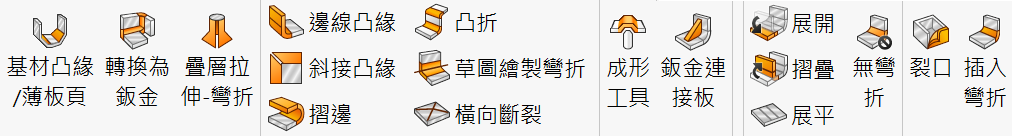 基材凸緣
/薄板頁
轉換為
鈑金
疊層拉
伸-彎折
邊線凸緣
斜接凸緣
摺邊
凸折
草圖繪製彎折
橫向斷裂
成形
工具
鈑金連
接板
展開
摺疊
展平
無彎
折
裂口
插入
彎折